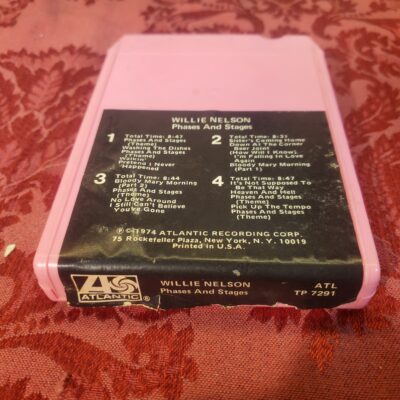 WILLIE NELSON
Phases And Stages
1 Total Time: 8:47
Phases And Stages
(Theme)
Washing The Dishes
Phases And Stages
(Theme)
Walkin'
Pretend I Never
Happened
2 Total Time: 8:31
Sister's Coming Home
Down At The Corner
Beer Joint
(How Will I Know)
I'm Falling In Love
Again
Bloody Mary Morning
(Part 1)
3 Total Time: 8:44
Bloody Mary Morning
(Part 2)
Phases And Stages
(Theme)
No Love Around
I Still Can't Believe
You're Gone
4 Total Time: 8:47
It's Not Supposed To
Be That Way
Heaven And Hell
Phases And Stages
(Theme)
Pick Up The Tempo
Phases And Stages
(Theme)
℗©1974 ATLANTIC RECORDING CORP.
75 Rockefeller Plaza, New York, N.Y. 10019
Printed in U.S.A.
ATLANTIC®
WILLIE NELSON
Phases And Stages
ATL
TP 7291